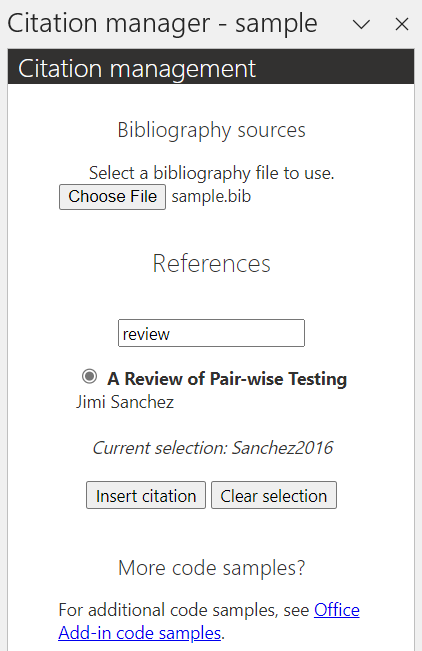 Citation manager - sample
Citation management
Bibliography sources
Select a bibliography file to use.
Choose File sample.bib
References
review
A Review of Pair-wise Testing
Jimi Sanchez
Current selection: Sanchez2016
Insert citation Clear selection
More code samples?
For additional code samples, see Office
Add-in code samples.